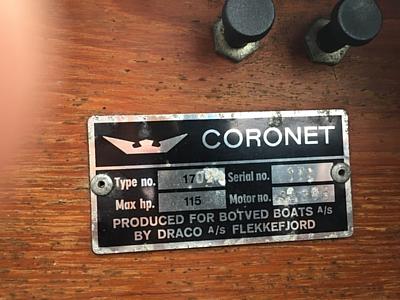 CORONET
Type no. 170 Serial no.
Max hp. 115 Motor no.
PRODUCED FOR BOTVED BOATS A/S
BY DRACO A/S FLEKKEFJORD